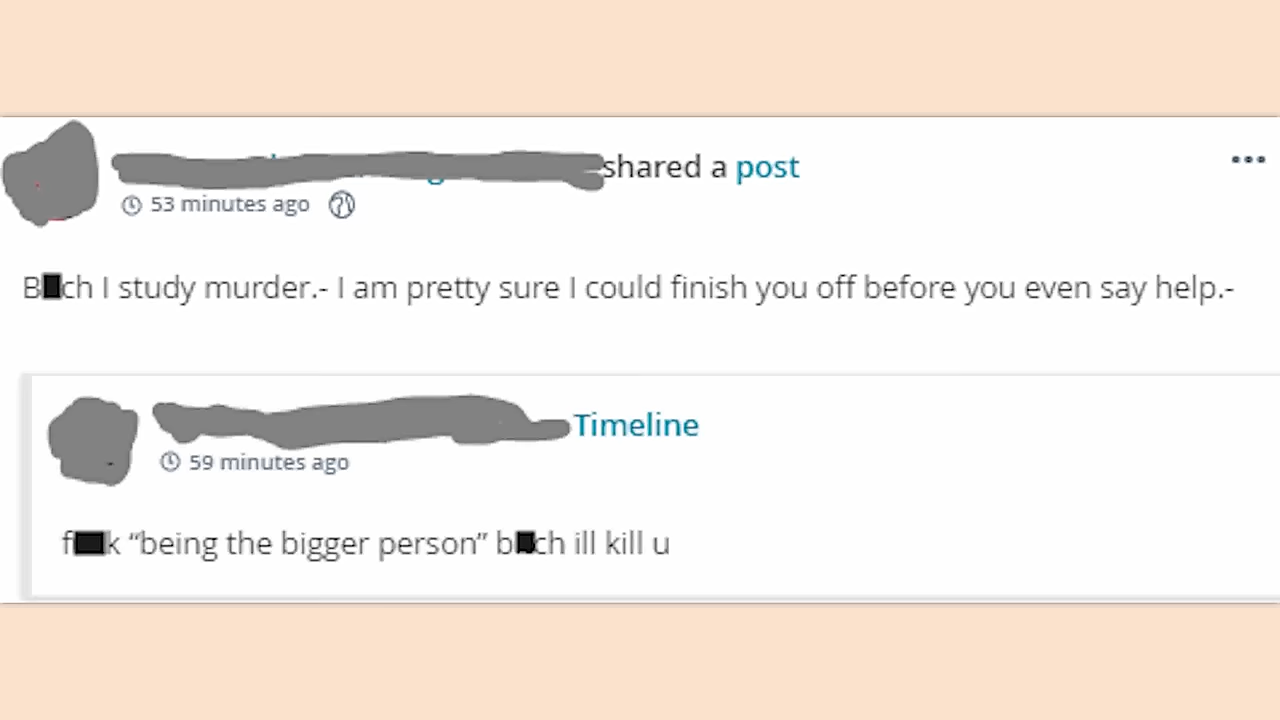 shared a post
53 minutes ago
B ch I study murder.- I am pretty sure I could finish you off before you even say help.-
Timeline
59 minutes ago
f k “being the bigger person” b ch ill kill u